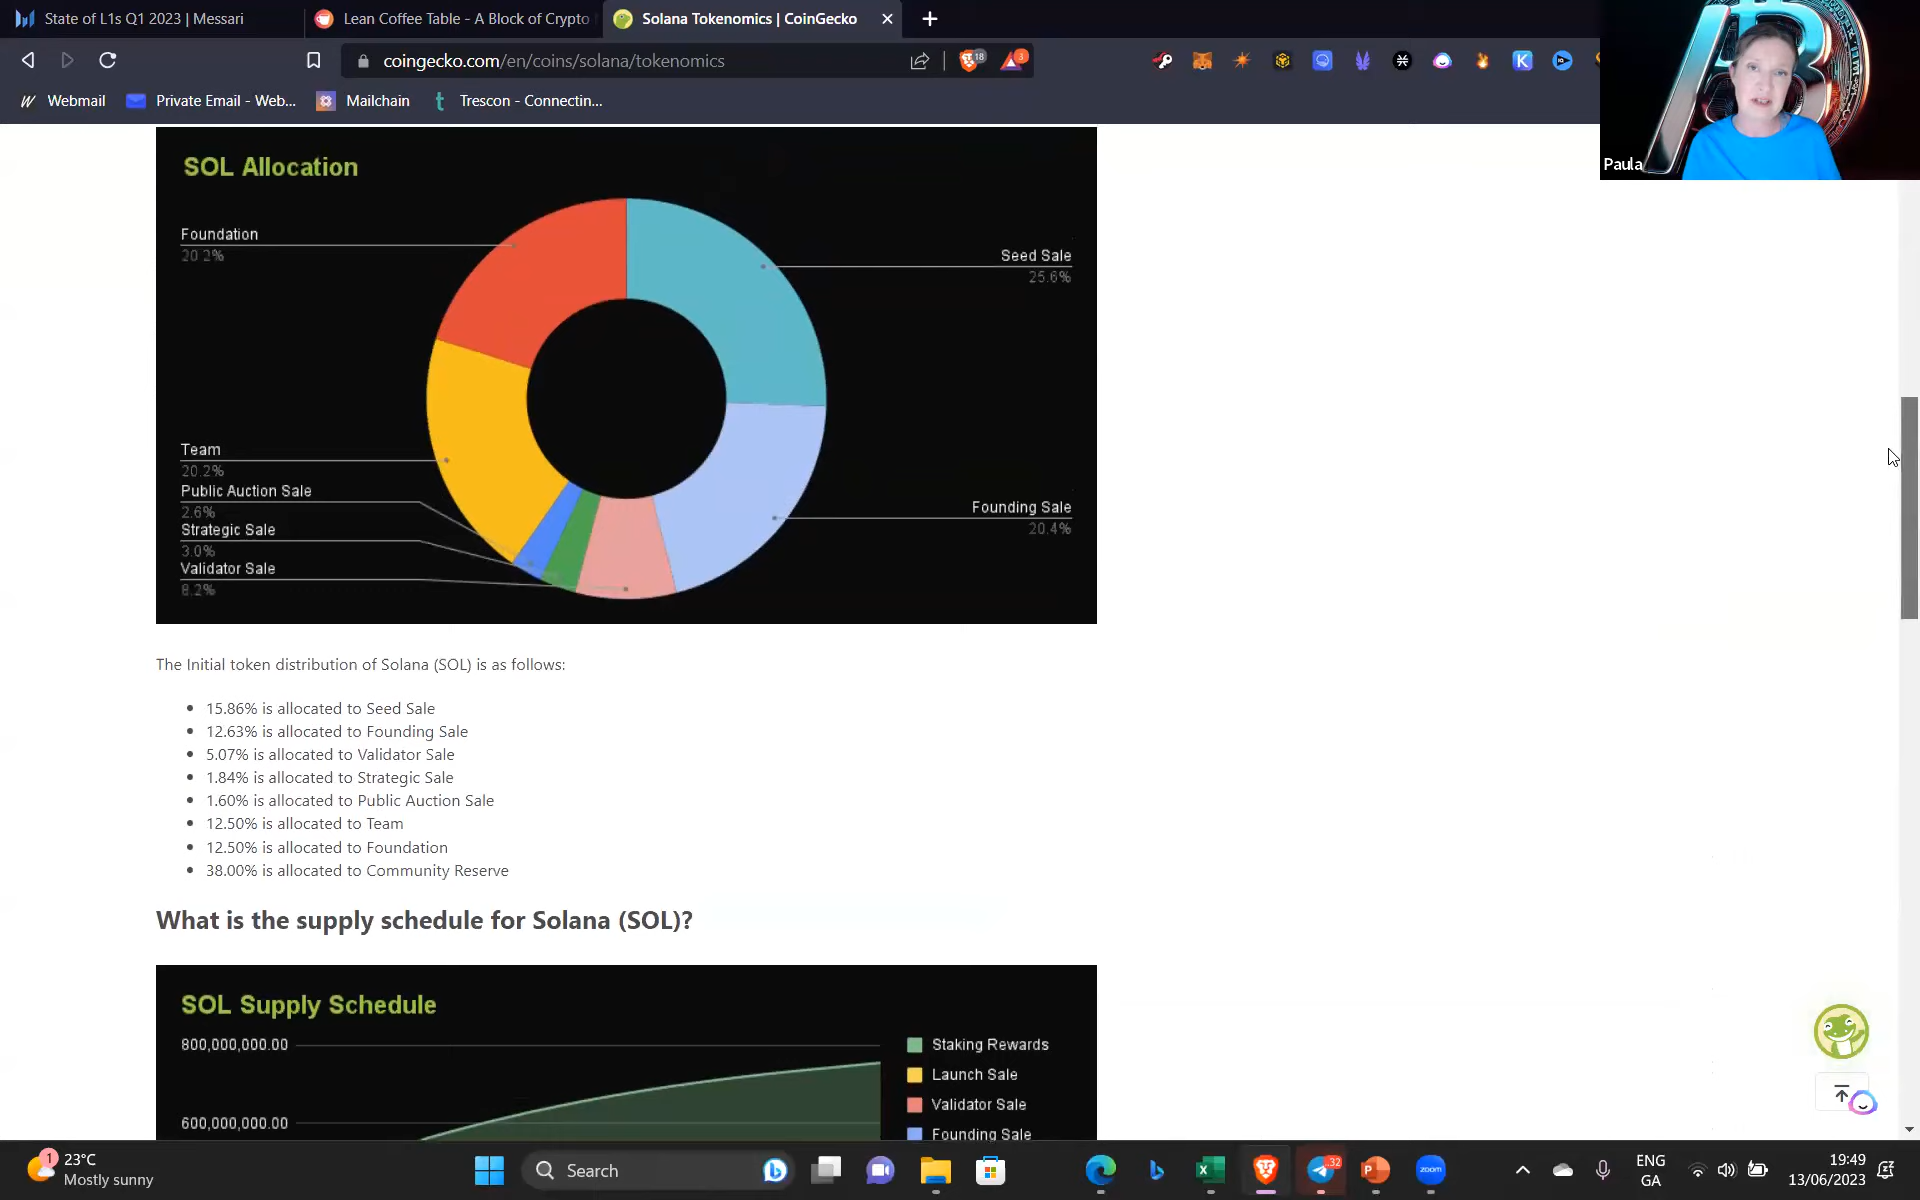 State of L1s Q1 2023 | Messari
Lean Coffee Table - A Block of Crypto
Solana Tokenomics | CoinGecko
coingecko.com/en/coins/solana/tokenomics
18
3
Webmail
Private Email - Web...
Mailchain
Trescon - Connectin...
Paula
SOL Allocation
Foundation
20.2%
Seed Sale
25.6%
Team
20.2%
Public Auction Sale
2.6%
Strategic Sale
3.0%
Validator Sale
8.2%
Founding Sale
20.4%
The Initial token distribution of Solana (SOL) is as follows:
15.86% is allocated to Seed Sale
12.63% is allocated to Founding Sale
5.07% is allocated to Validator Sale
1.84% is allocated to Strategic Sale
1.60% is allocated to Public Auction Sale
12.50% is allocated to Team
12.50% is allocated to Foundation
38.00% is allocated to Community Reserve
What is the supply schedule for Solana (SOL)?
SOL Supply Schedule
800,000,000.00
600,000,000.00
Staking Rewards
Launch Sale
Validator Sale
Founding Sale
1
23°C
Mostly sunny
Search
32
zoom
ENG
GA
19:49
13/06/2023